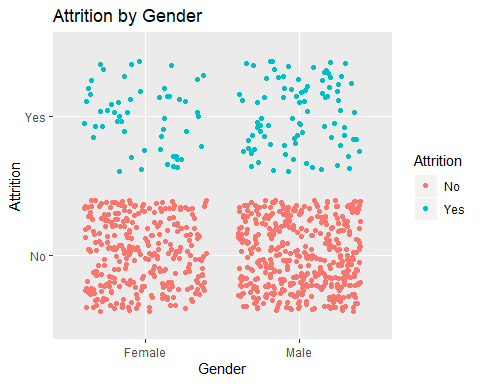 Attrition by Gender
Attrition
Yes
No
Female
Male
Gender
Attrition
No
Yes